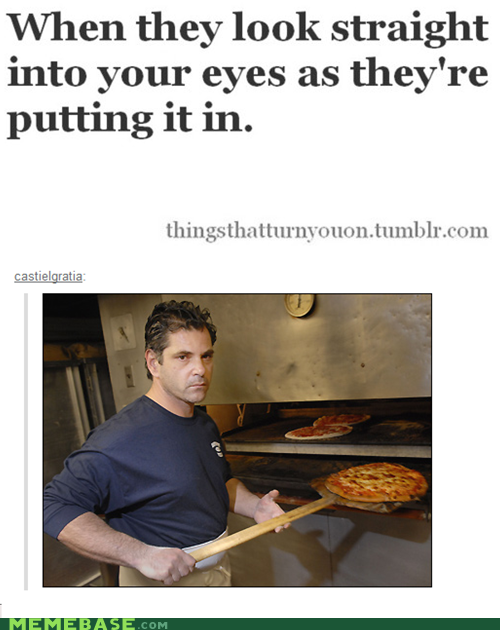 When they look straight
into your eyes as they're
putting it in.
thingsthatturnyouon.tumblr.com
castielgratia:
MEMEBASE.COM